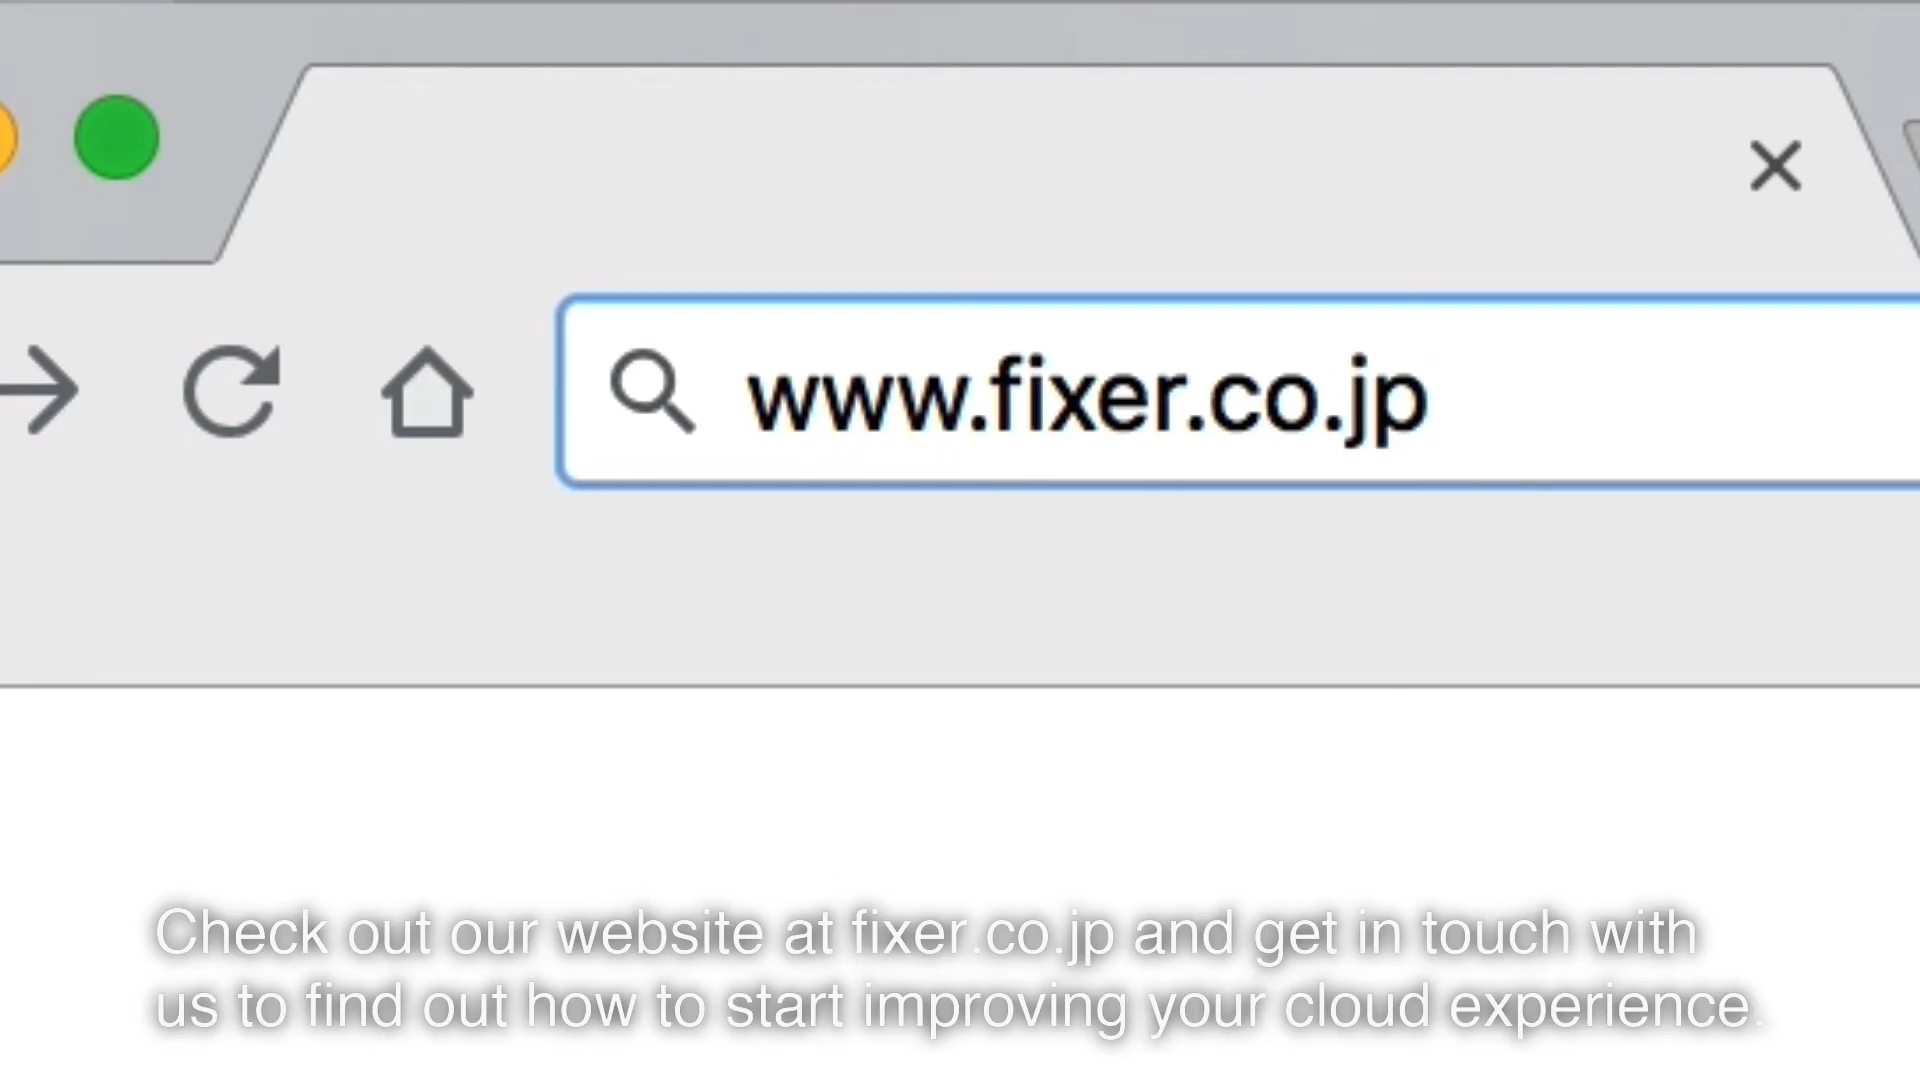 www.fixer.co.jp
Check out our website at fixer.co.jp and get in touch with
us to find out how to start improving your cloud experience.